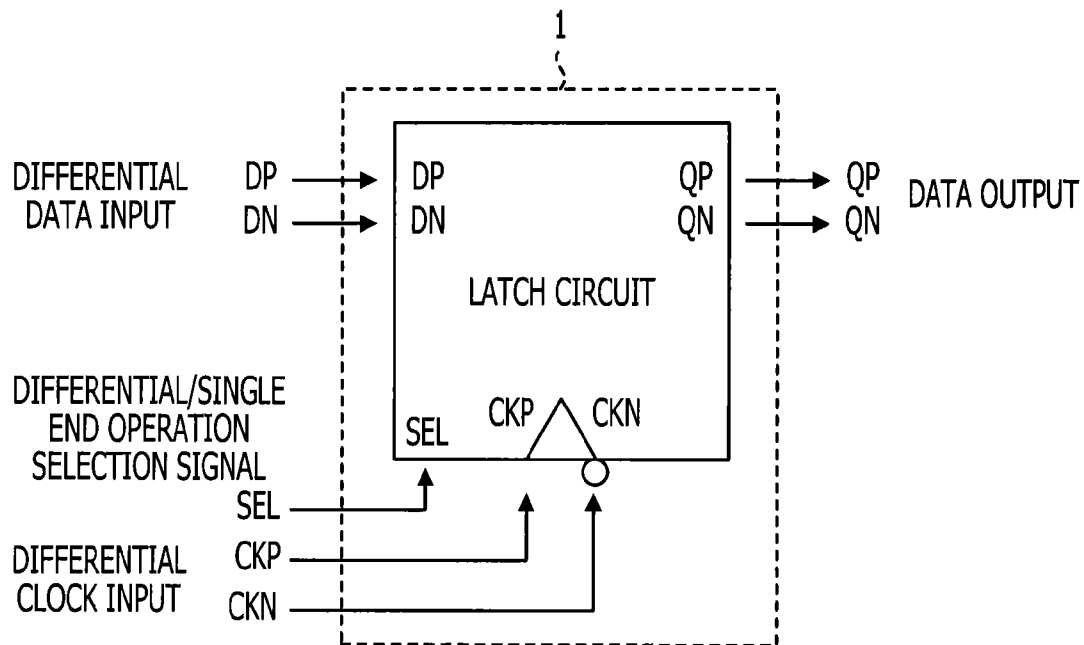 1
DIFFERENTIAL
DATA INPUT
DP
DN
DP
DN
QP
QN
QP
QN
DATA OUTPUT
LATCH CIRCUIT
DIFFERENTIAL/SINGLE
END OPERATION
SELECTION SIGNAL
SEL
SEL
CKP
CKN
DIFFERENTIAL
CLOCK INPUT
CKP
CKN